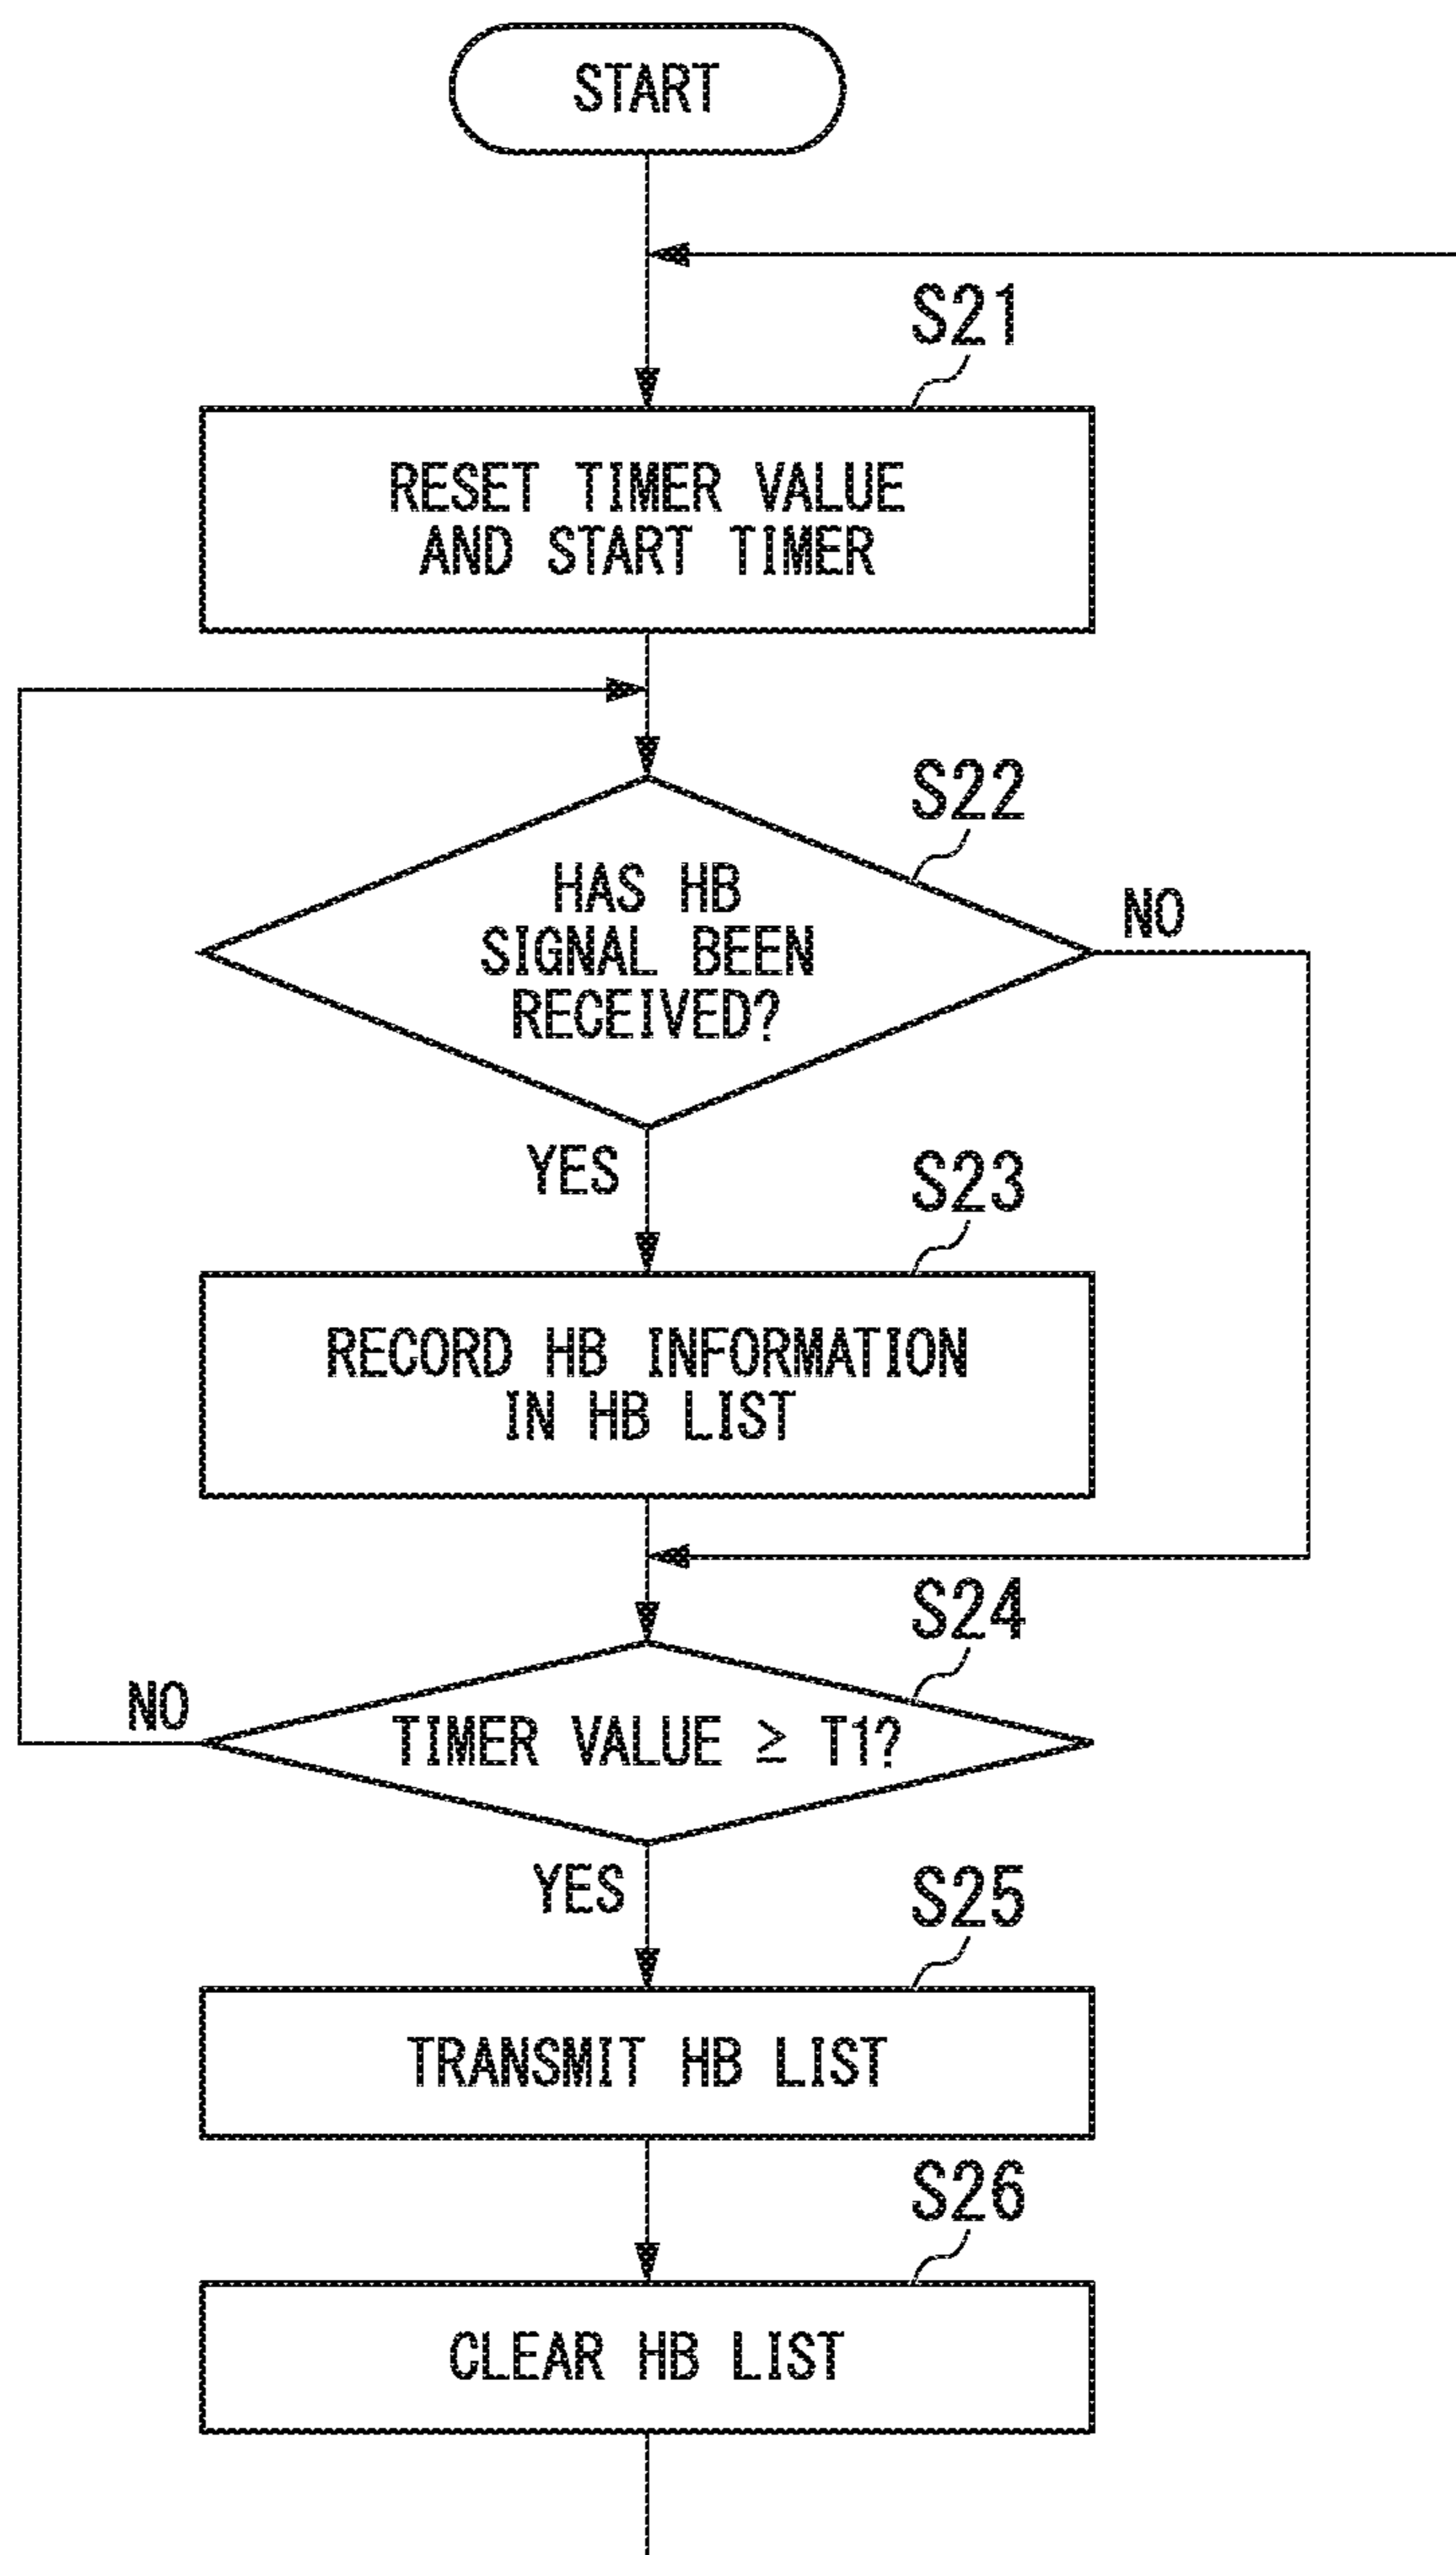 START
S21
RESET TIMER VALUE
AND START TIMER
S22
HAS HB
SIGNAL BEEN
RECEIVED?
NO
YES
S23
RECORD HB INFORMATION
IN HB LIST
S24
NO
TIMER VALUE ≥ T1?
YES
S25
TRANSMIT HB LIST
S26
CLEAR HB LIST